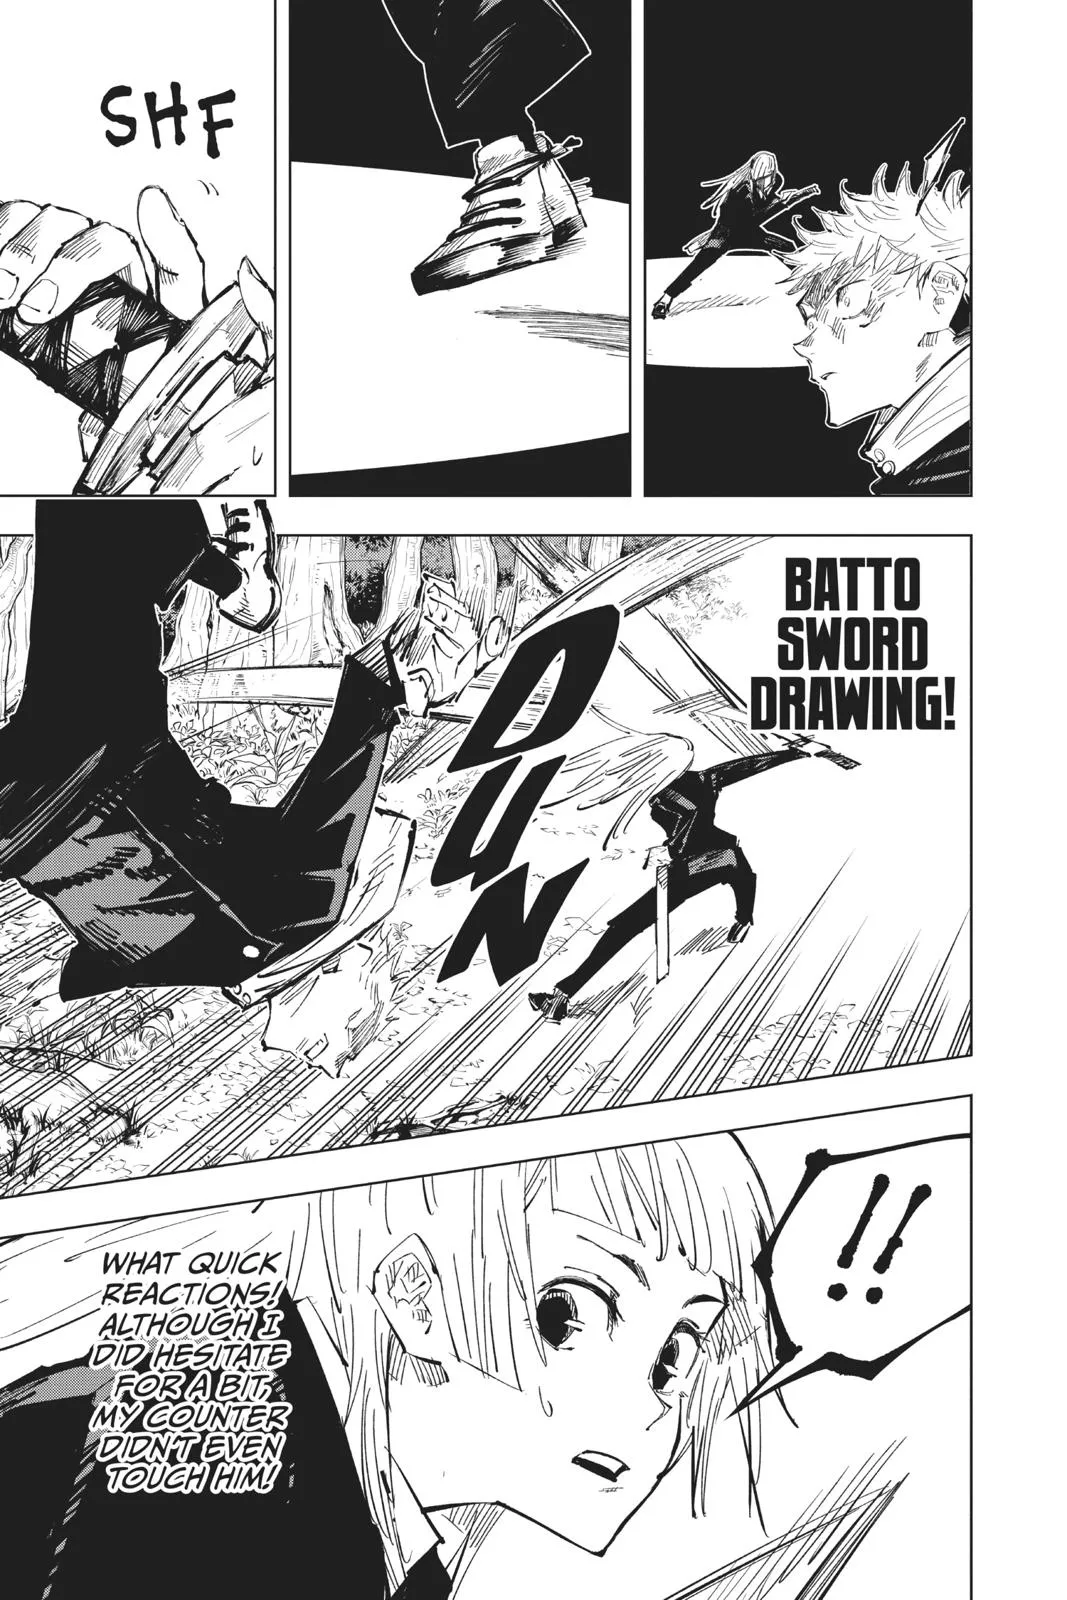 SHF
BATTO
SWORD
DRAWING!
DUN
!!
WHAT QUICK
REACTIONS!
ALTHOUGH I
DID HESITATE
FOR A BIT,
MY COUNTER
DIDN'T EVEN
TOUCH HIM!